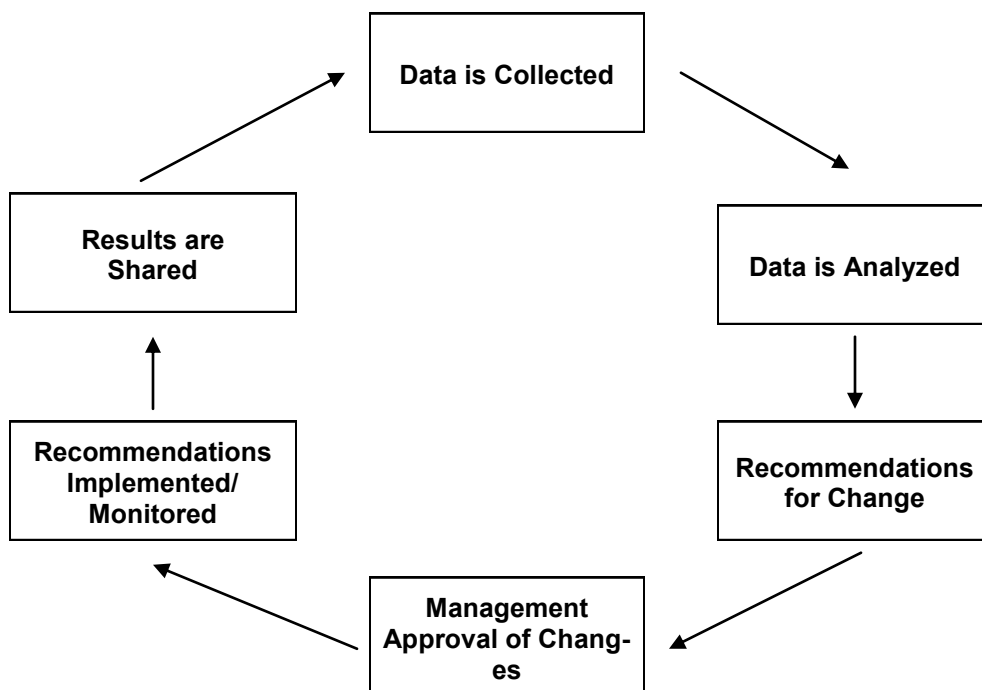 Data is Collected
Data is Analyzed
Recommendations
for Change
Management
Approval of Chang-
es
Recommendations
Implemented/
Monitored
Results are
Shared